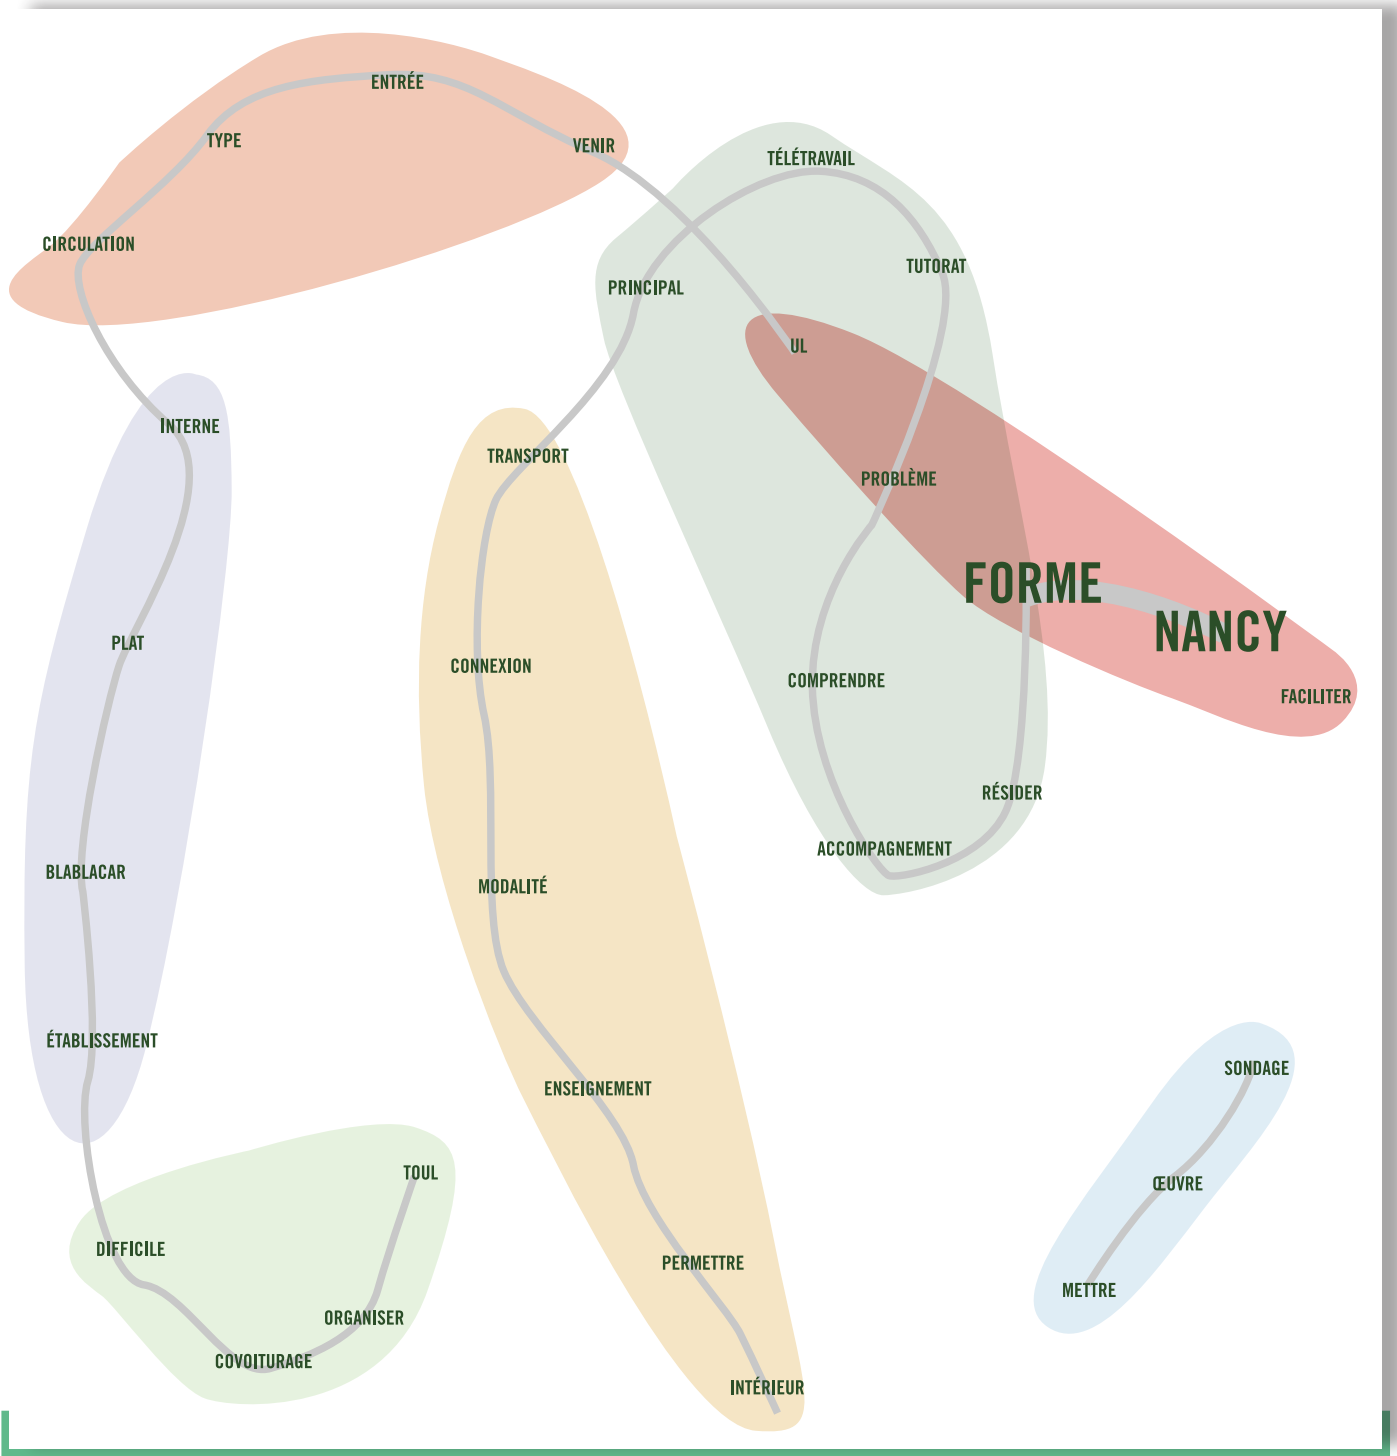 ENTRÉE
TYPE
VENIR
TÉLÉTRAVAIL
CIRCULATION
TUTORAT
PRINCIPAL
UL
INTERNE
TRANSPORT
PROBLÈME
FORME
NANCY
PLAT
CONNEXION
COMPRENDRE
FACILITER
RÉSIDER
ACCOMPAGNEMENT
BLABLACAR
MODALITÉ
ÉTABLISSEMENT
SONDAGE
ENSEIGNEMENT
TOUL
ŒUVRE
DIFFICILE
PERMETTRE
METTRE
ORGANISER
COVOITURAGE
INTÉRIEUR